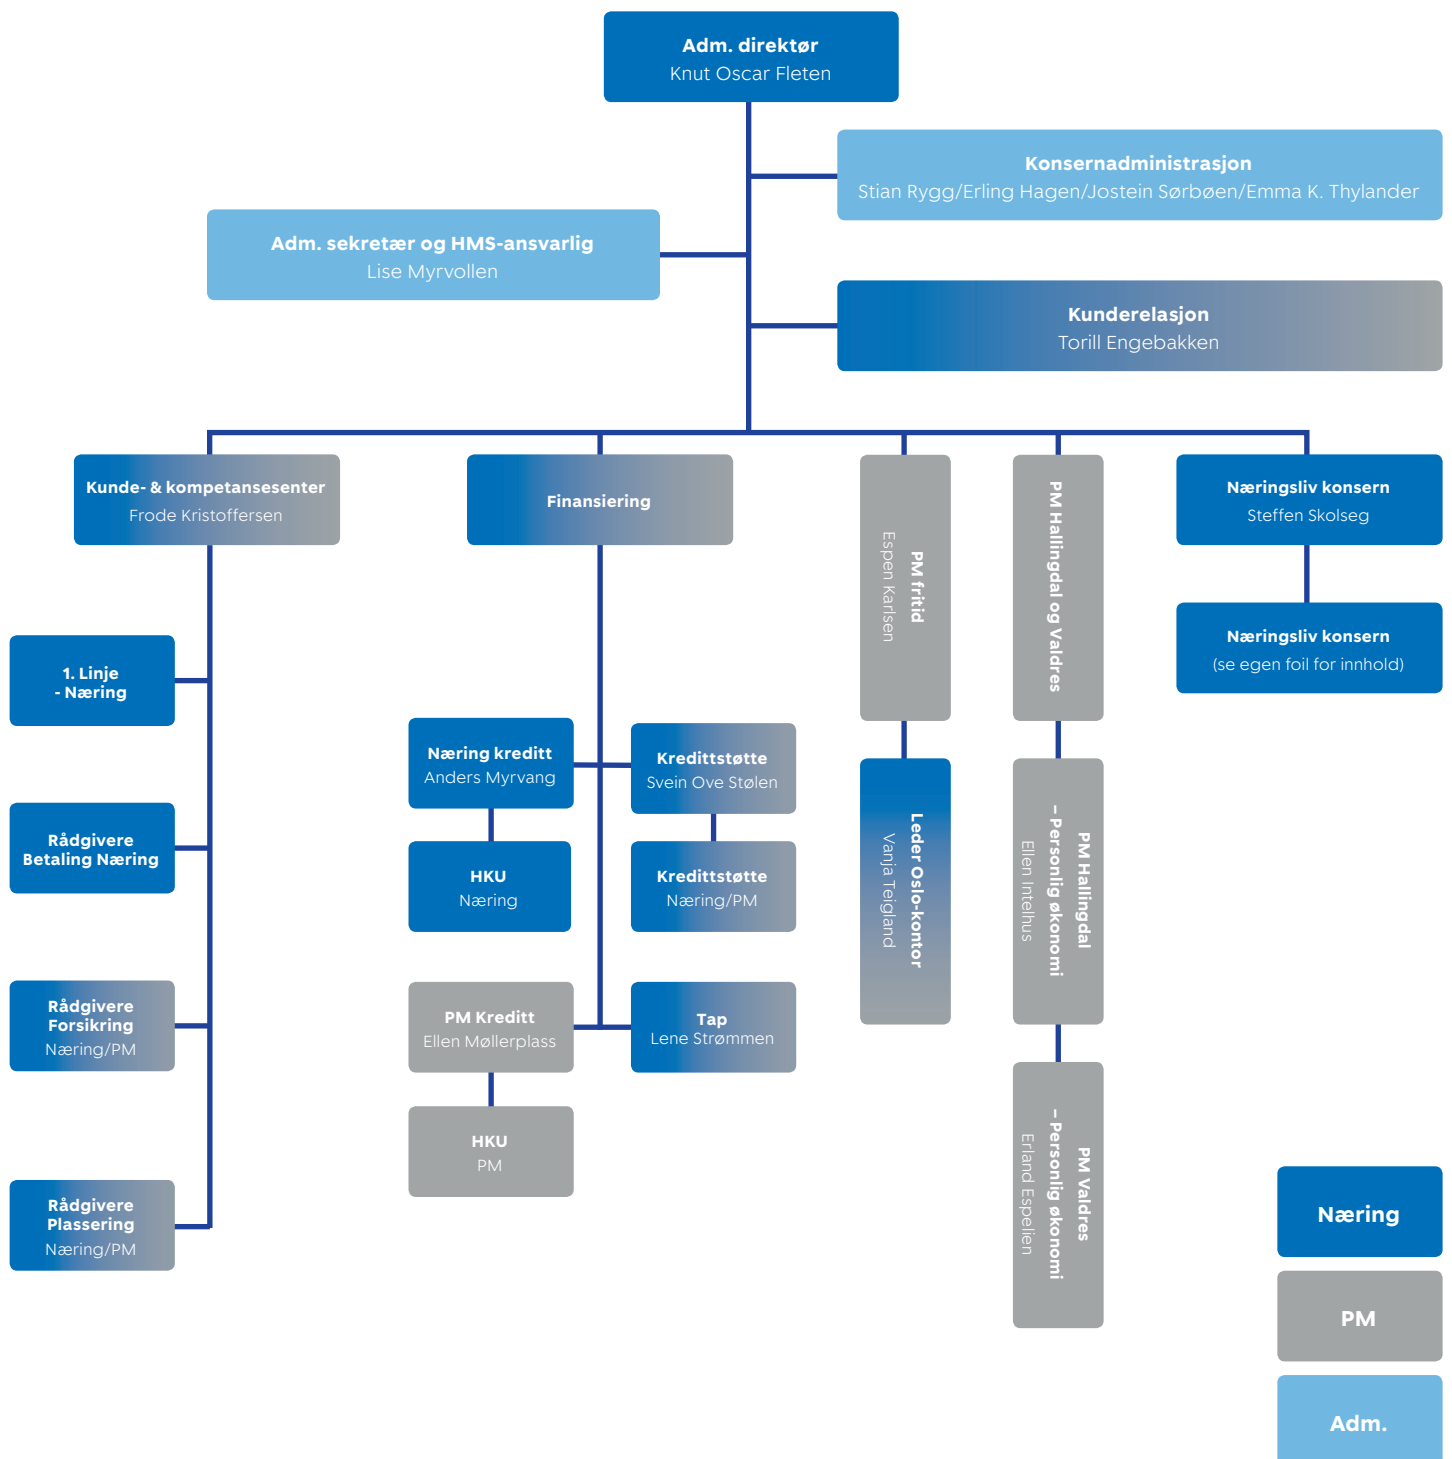 Adm. direktør
Knut Oscar Fleten
Konsernadministrasjon
Stian Rygg/Erling Hagen/Jostein Sørbøen/Emma K. Thylander
Adm. sekretær og HMS-ansvarlig
Lise Myrvollen
Kunderelasjon
Torill Engebakken
Kunde- & kompetansesenter
Frode Kristoffersen
1. Linje
- Næring
Rådgivere
Betaling Næring
Rådgivere
Forsikring
Næring/PM
Rådgivere
Plassering
Næring/PM
Finansiering
Næring kreditt
Anders Myrvang
HKU
Næring
Kredittstøtte
Svein Ove Stølen
Kredittstøtte
Næring/PM
PM Kreditt
Ellen Møllerplass
HKU
PM
Tap
Lene Strømmen
PM fritid
Espen Karlsen
Leder Oslo-kontor
Vanja Teigland
PM Hallingdal og Valdres
PM Hallingdal
– Personlig økonomi
Ellen Intelhus
PM Valdres
– Personlig økonomi
Erland Espelien
Næringsliv konsern
Steffen Skolseg
Næringsliv konsern
(se egen foil for innhold)
Næring
PM
Adm.